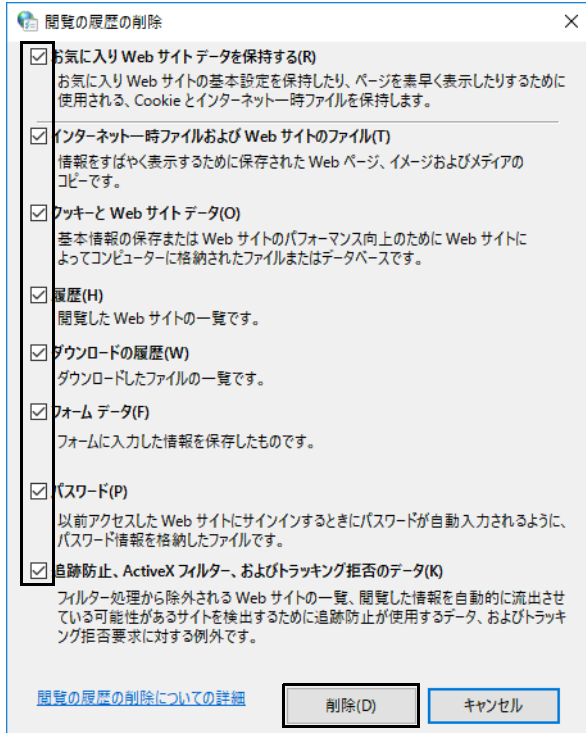 閲覧の履歴の削除
お気に入り Web サイト データを保持する(R)
お気に入り Web サイトの基本設定を保持したり、ページを素早く表示したりするために
使用される、Cookie とインターネット一時ファイルを保持します。
インターネット一時ファイルおよび Web サイトのファイル(T)
情報をすばやく表示するために保存された Web ページ、イメージおよびメディアの
コピーです。
クッキーと Web サイト データ(O)
基本情報の保存または Web サイトのパフォーマンス向上のために Web サイトに
よってコンピューターに格納されたファイルまたはデータベースです。
履歴(H)
閲覧した Web サイトの一覧です。
ダウンロードの履歴(W)
ダウンロードしたファイルの一覧です。
フォーム データ(F)
フォームに入力した情報を保存したものです。
パスワード(P)
以前アクセスした Web サイトにサインインするときにパスワードが自動入力されるように、
パスワード情報を格納したファイルです。
追跡防止、ActiveX フィルター、およびトラッキング拒否のデータ(K)
フィルター処理から除外される Web サイトの一覧、閲覧した情報を自動的に流出させ
ている可能性があるサイトを検出するために追跡防止が使用するデータ、およびトラッキ
ング拒否要求に対する例外です。
閲覧の履歴の削除についての詳細
削除(D)
キャンセル